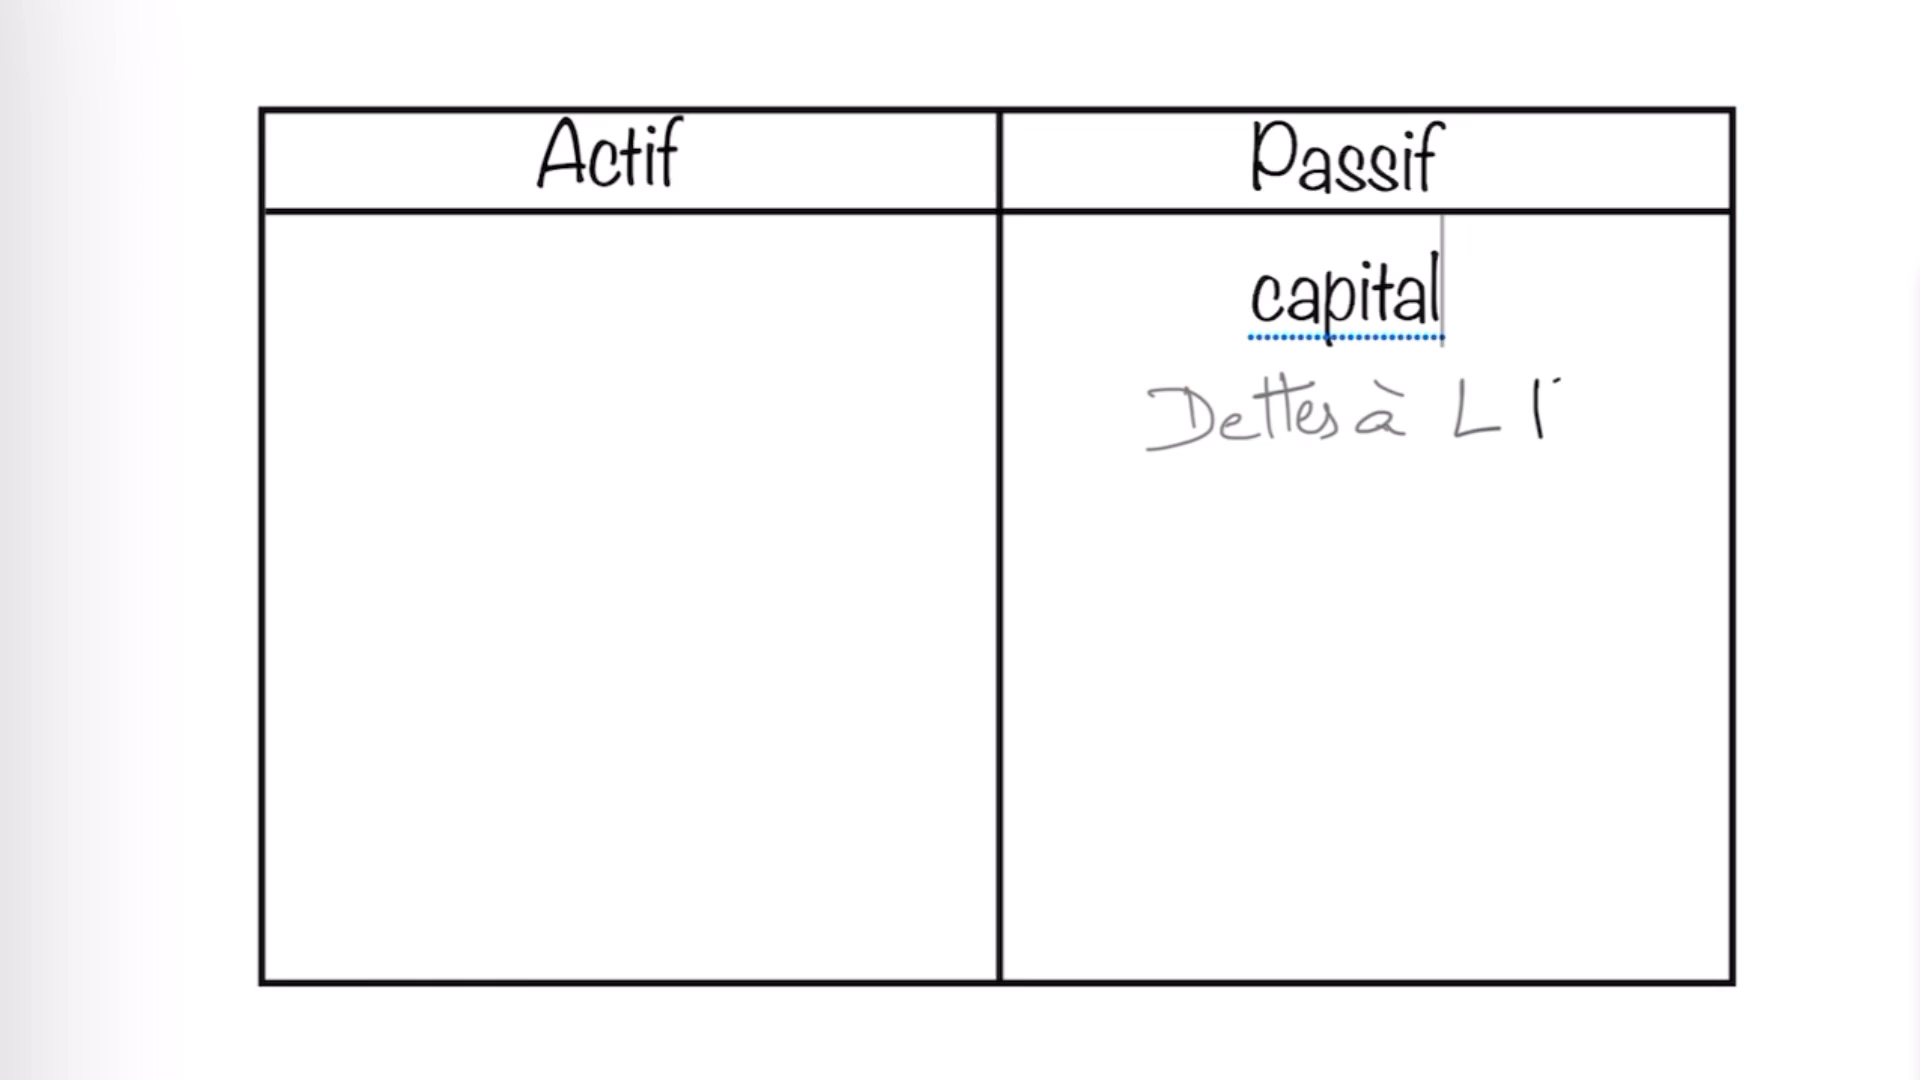 Actif Passif
capital
Dettes à L